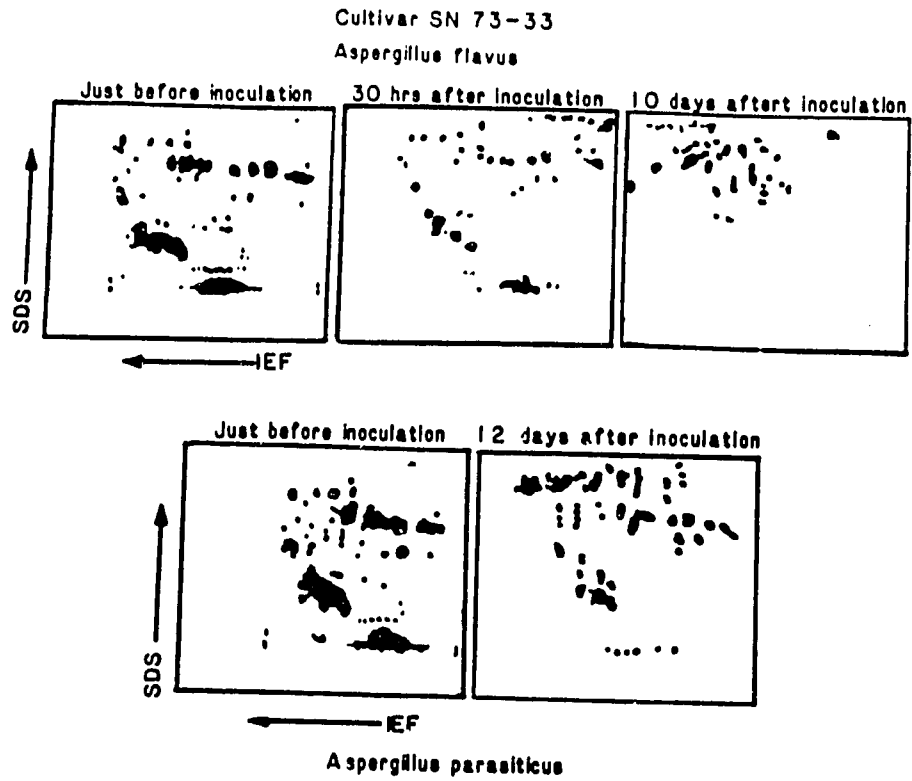 Cultivar SN 73-33
Aspergillus flavus
Just before inoculation
30 hrs after inoculation
10 days aftert inoculation
SDS
IEF
Just before inoculation
12 days after inoculation
SDS
IEF
Aspergillus parasiticus